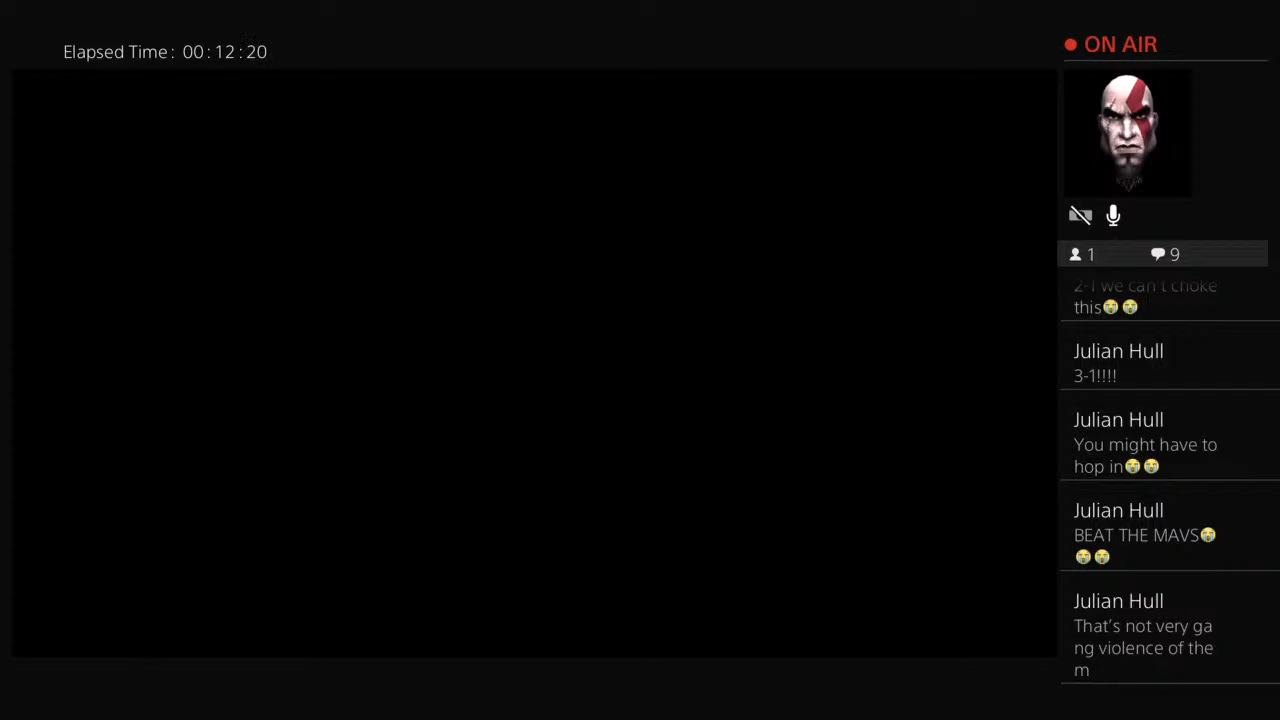 Elapsed Time: 00:12:20
ON AIR
1 9
2-1 we can't choke
this😭😭
Julian Hull
3-1!!!!
Julian Hull
You might have to
hop in😭😭
Julian Hull
BEAT THE MAVS😭
😭😭
Julian Hull
That's not very ga
ng violence of the
m